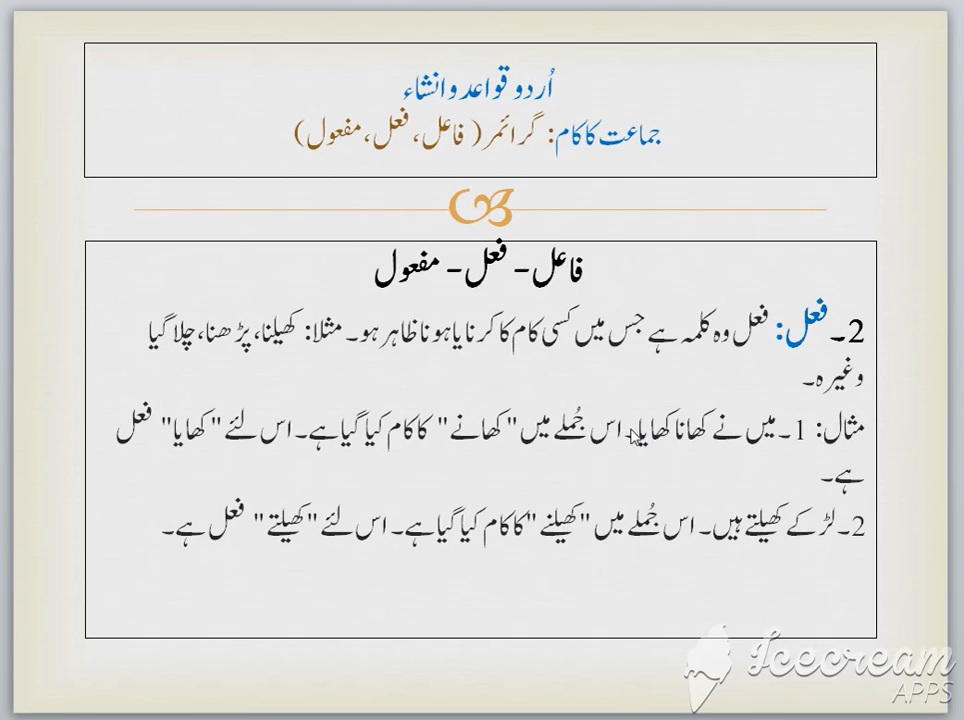 اُردو قواعد و انشاء
جماعت کا کام: گرائمر ( فاعل، فعل، مفعول)
فاعل۔ فعل۔ مفعول
2۔ فعل: فعل وہ کلمہ ہے جس میں کسی کام کا کرنا یا ہونا ظاہر ہو۔ مثلا: کھیلنا، پڑھنا، چلا گیا
وغیرہ۔
مثال: 1۔ میں نے کھانا کھایا۔ اس جُملے میں "کھانے" کا کام کیا گیا ہے۔ اس لئے "کھایا" فعل
ہے۔
2۔ لڑکے کھیلتے ہیں۔ اس جُملے میں "کھیلنے" کا کام کیا گیا ہے۔ اس لئے "کھیلتے" فعل ہے۔
Icecream
APPS